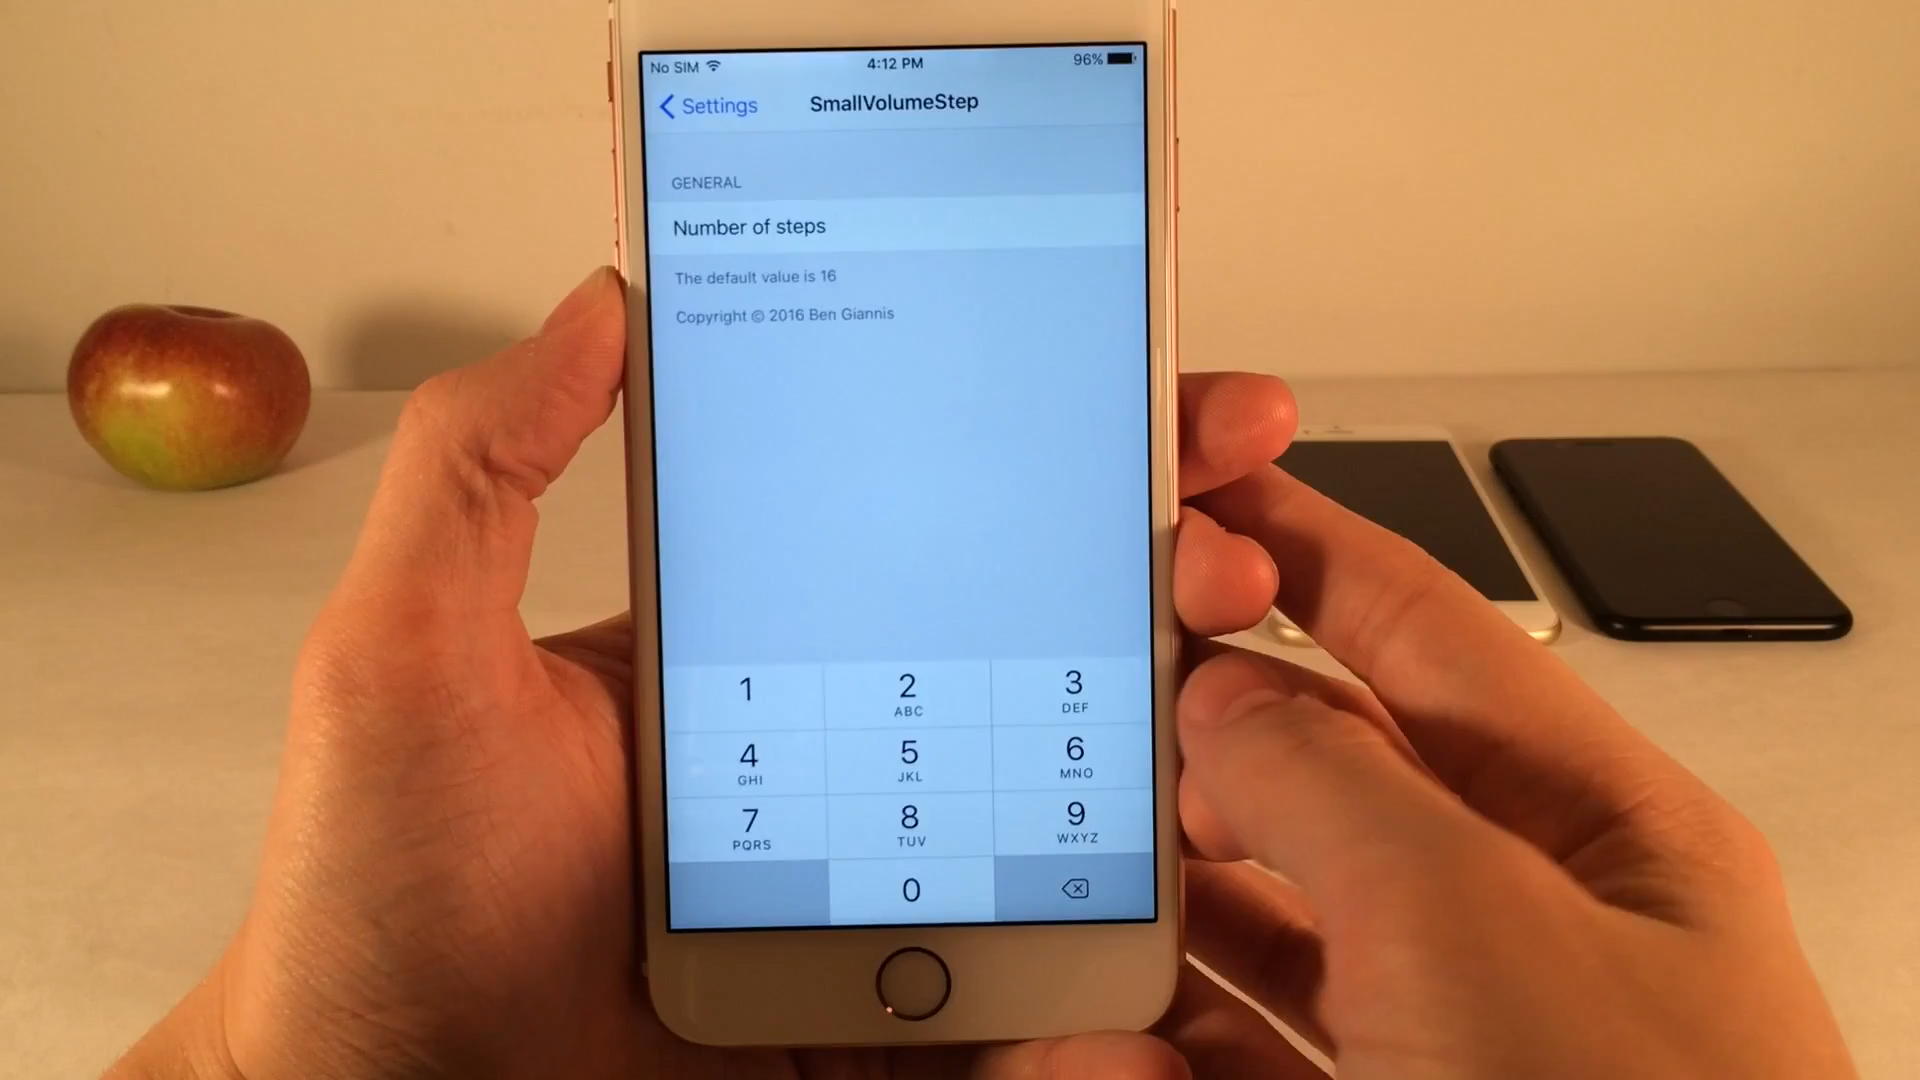 No SIM 4:12 PM 96%
Settings SmallVolumeStep
GENERAL
Number of steps
The default value is 16
Copyright © 2016 Ben Giannis
1 2 3
ABC DEF
4 5 6
GHI JKL MNO
7 8 9
PQRS TUV WXYZ
0